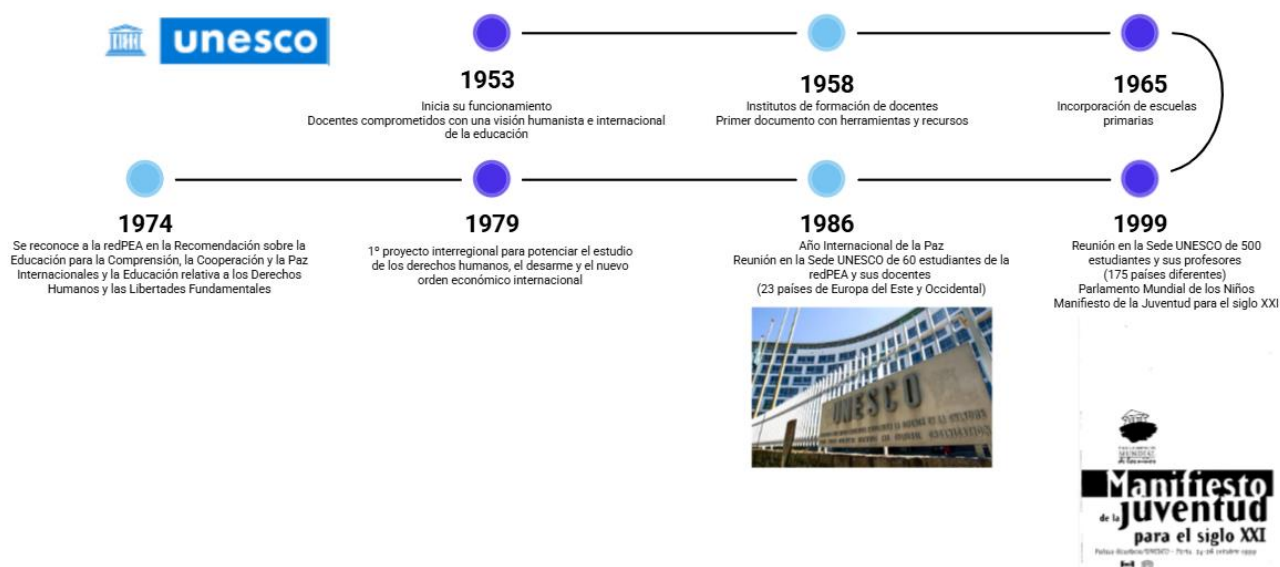 unesco
1953
Inicia su funcionamiento
Docentes comprometidos con una visión humanista e internacional
de la educación
1958
Institutos de formación de docentes
Primer documento con herramientas y recursos
1965
Incorporación de escuelas
primarias
1974
Se reconoce a la redPEA en la Recomendación sobre la
Educación para la Comprensión, la Cooperación y la Paz
Internacionales y la Educación relativa a los Derechos
Humanos y las Libertades Fundamentales
1979
1º proyecto interregional para potenciar el estudio
de los derechos humanos, el desarme y el nuevo
orden económico internacional
1986
Año Internacional de la Paz
Reunión en la Sede UNESCO de 60 estudiantes de la
redPEA y sus docentes
(23 países de Europa del Este y Occidental)
UNESCO
1999
Reunión en la Sede UNESCO de 500
estudiantes y sus profesores
(175 países diferentes)
Parlamento Mundial de los Niños
Manifiesto de la Juventud para el siglo XXI
Manifiesto
de la juventud
para el siglo XXI